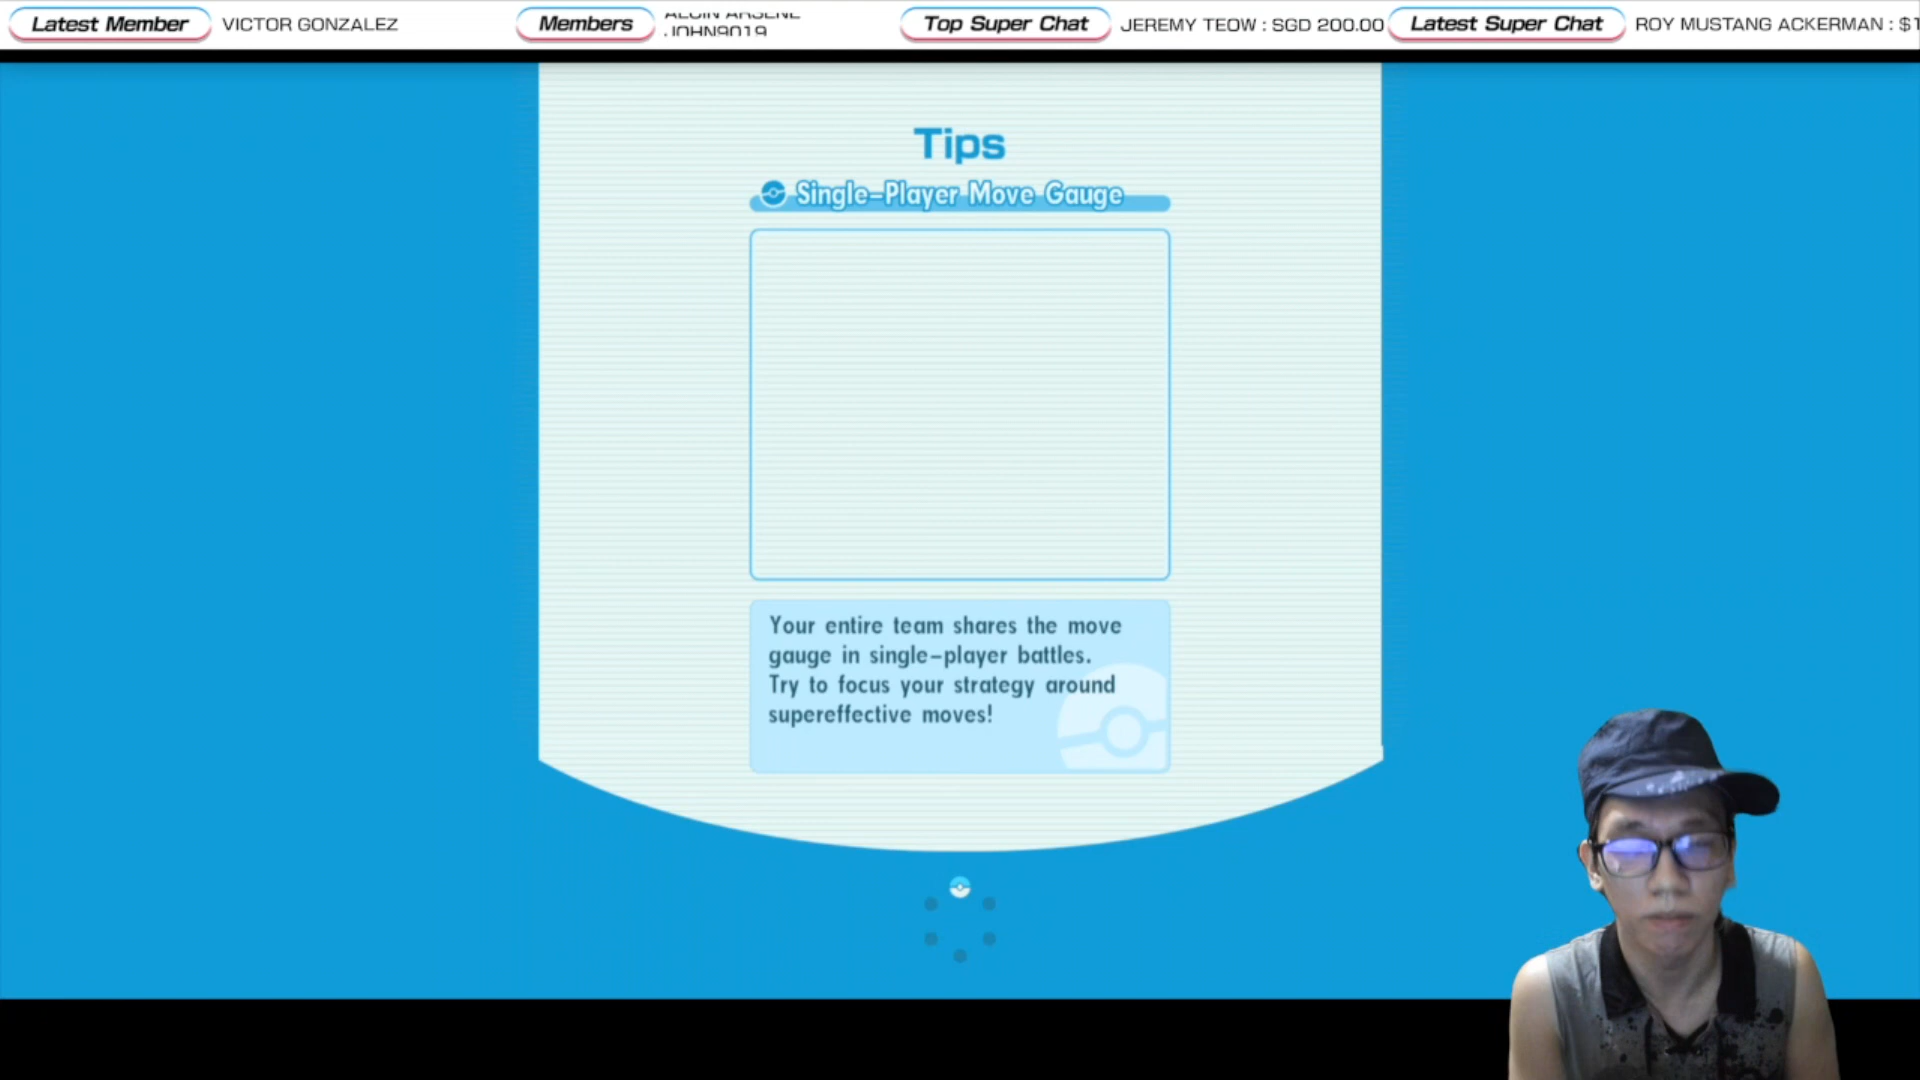 Latest Member VICTOR GONZALEZ Members Top Super Chat JEREMY TEOW : SGD 200.00 Latest Super Chat ROY MUSTANG ACKERMAN : $1
Tips
Single-Player Move Gauge
Your entire team shares the move
gauge in single-player battles.
Try to focus your strategy around
supereffective moves!